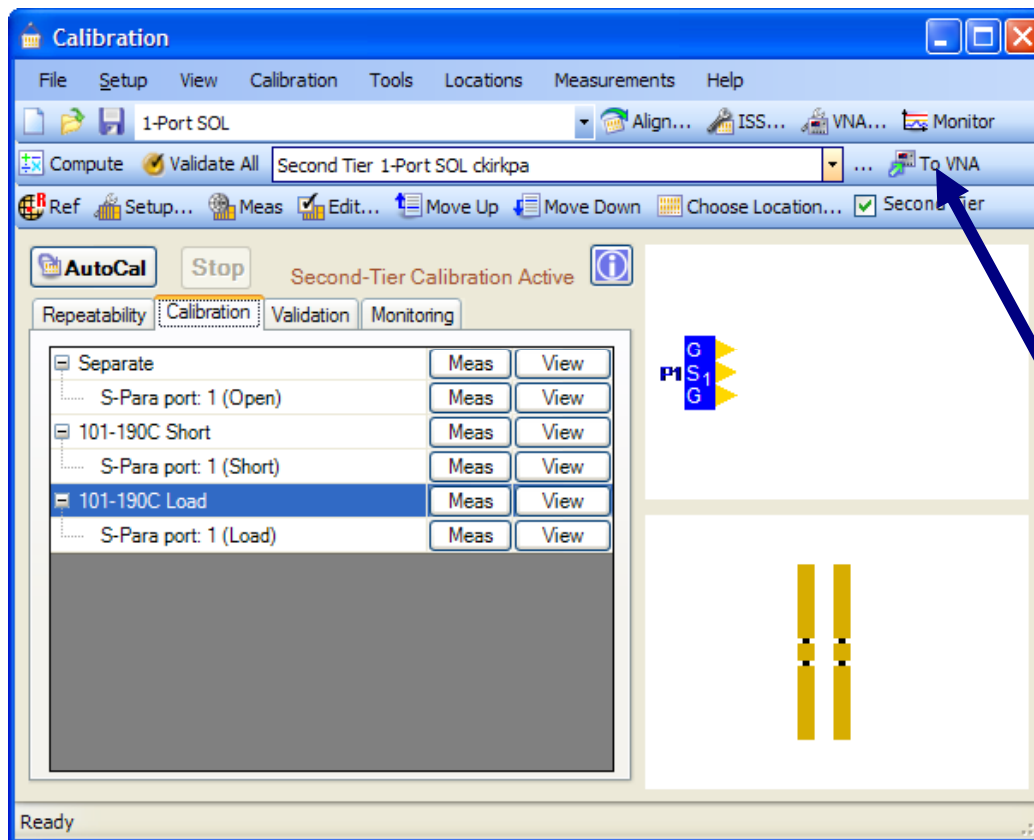 Calibration
File Setup View Calibration Tools Locations Measurements Help
1-Port SOL Align... ISS... VNA... Monitor
Compute Validate All Second Tier 1-Port SOL ckirkpa ... To VNA
R Ref Setup... Meas Edit... Move Up Move Down Choose Location... Second Tier
AutoCal Stop Second-Tier Calibration Active
Repeatability Calibration Validation Monitoring
Separate Meas View
S-Para port: 1 (Open) Meas View
101-190C Short Meas View
S-Para port: 1 (Short) Meas View
101-190C Load Meas View
S-Para port: 1 (Load) Meas View
G
P1 S 1
G
Ready